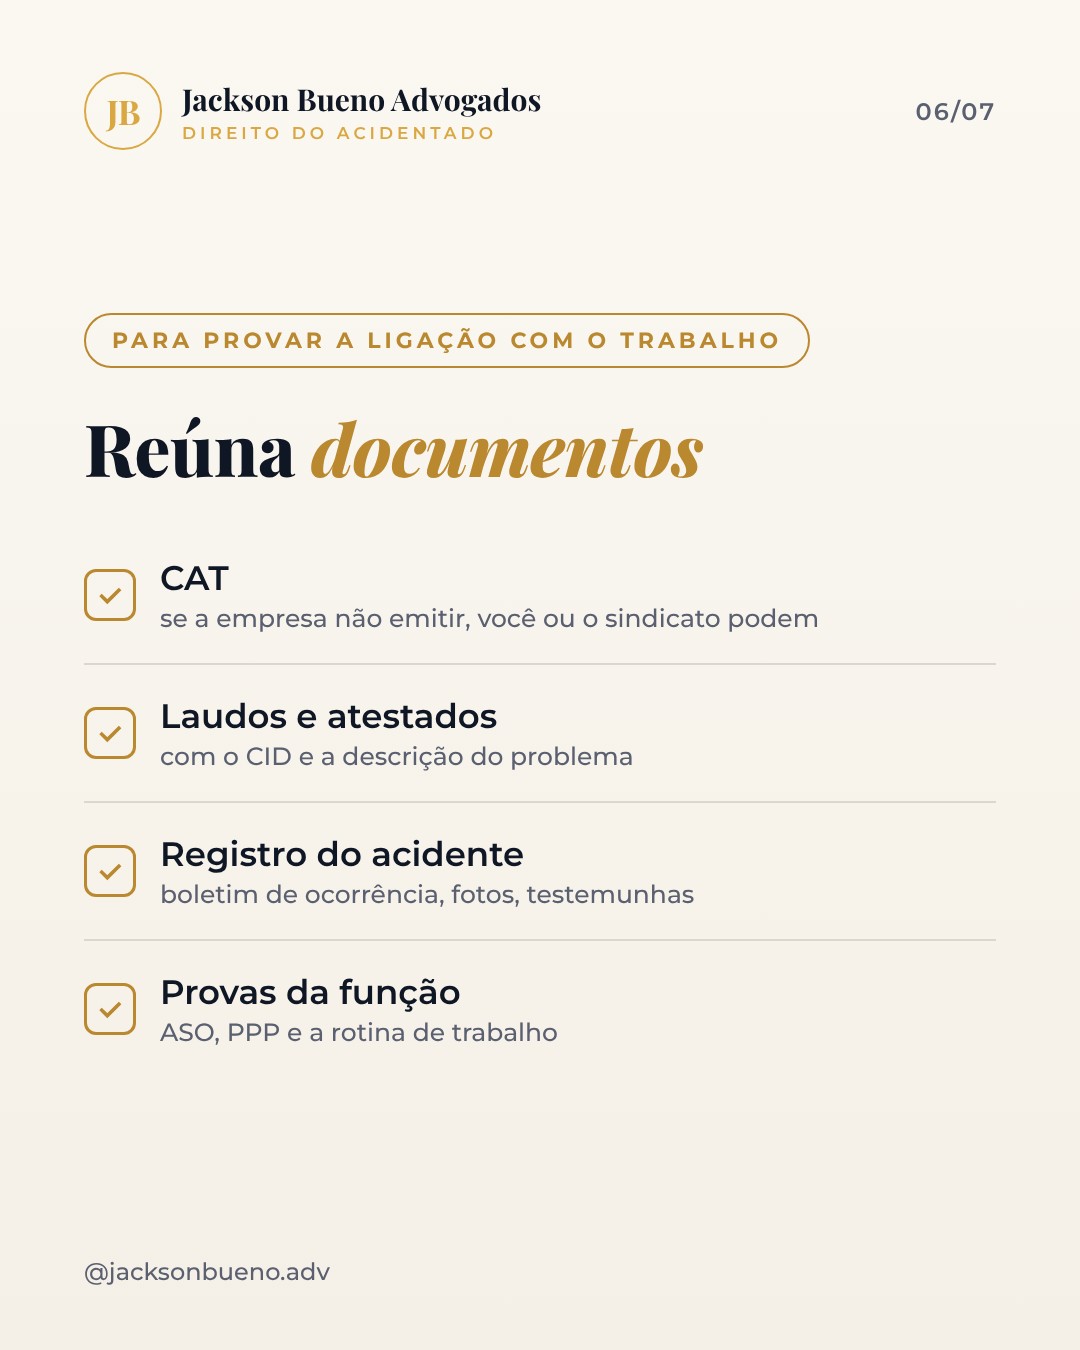 JB
Jackson Bueno Advogados
DIREITO DO ACIDENTADO
06/07
PARA PROVAR A LIGAÇÃO COM O TRABALHO
Reúna documentos
CAT
se a empresa não emitir, você ou o sindicato podem
Laudos e atestados
com o CID e a descrição do problema
Registro do acidente
boletim de ocorrência, fotos, testemunhas
Provas da função
ASO, PPP e a rotina de trabalho
@jacksonbueno.adv